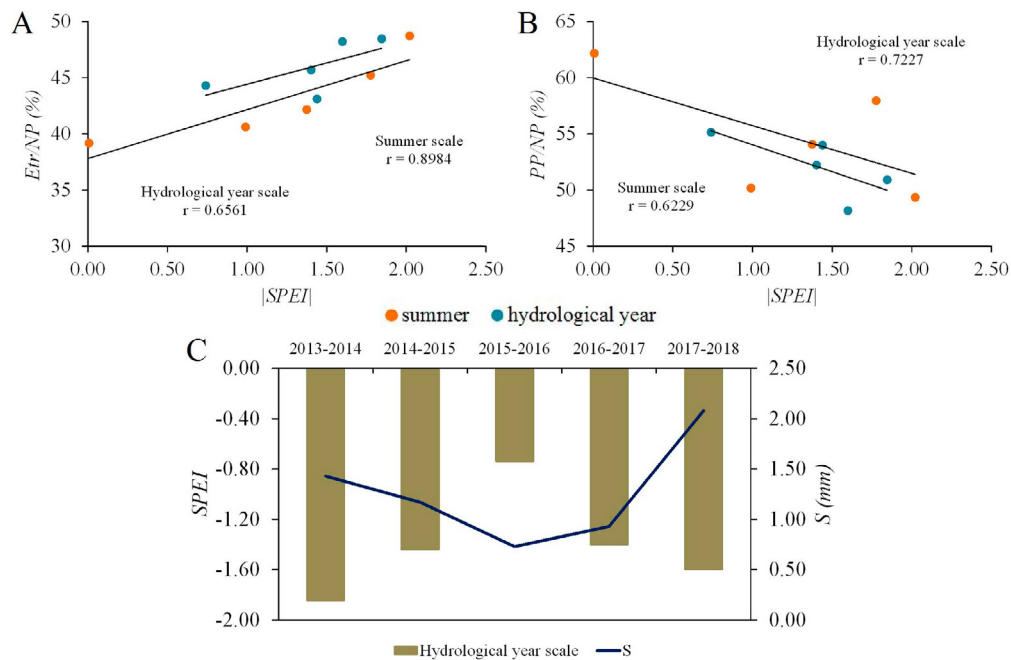 A
50
45
40
35
30
Etr/NP (%)
0.00
1.00
1.50
2.00
2.50
|SPEI|
Summer scale
r = 0.8984
Hydrological year scale
r = 0.6561
B
65
60
55
50
45
PP/NP (%)
0.00
0.50
1.00
1.50
2.00
2.50
|SPEI|
Hydrological year scale
r = 0.7227
Summer scale
r = 0.6229
summer
hydrological year
C
2013-2014
2014-2015
2015-2016
2016-2017
2017-2018
0.00
-0.40
-0.80
-1.20
-1.60
-2.00
SPEI
2.50
2.00
1.50
1.00
0.50
0.00
S (mm)
Hydrological year scale
S